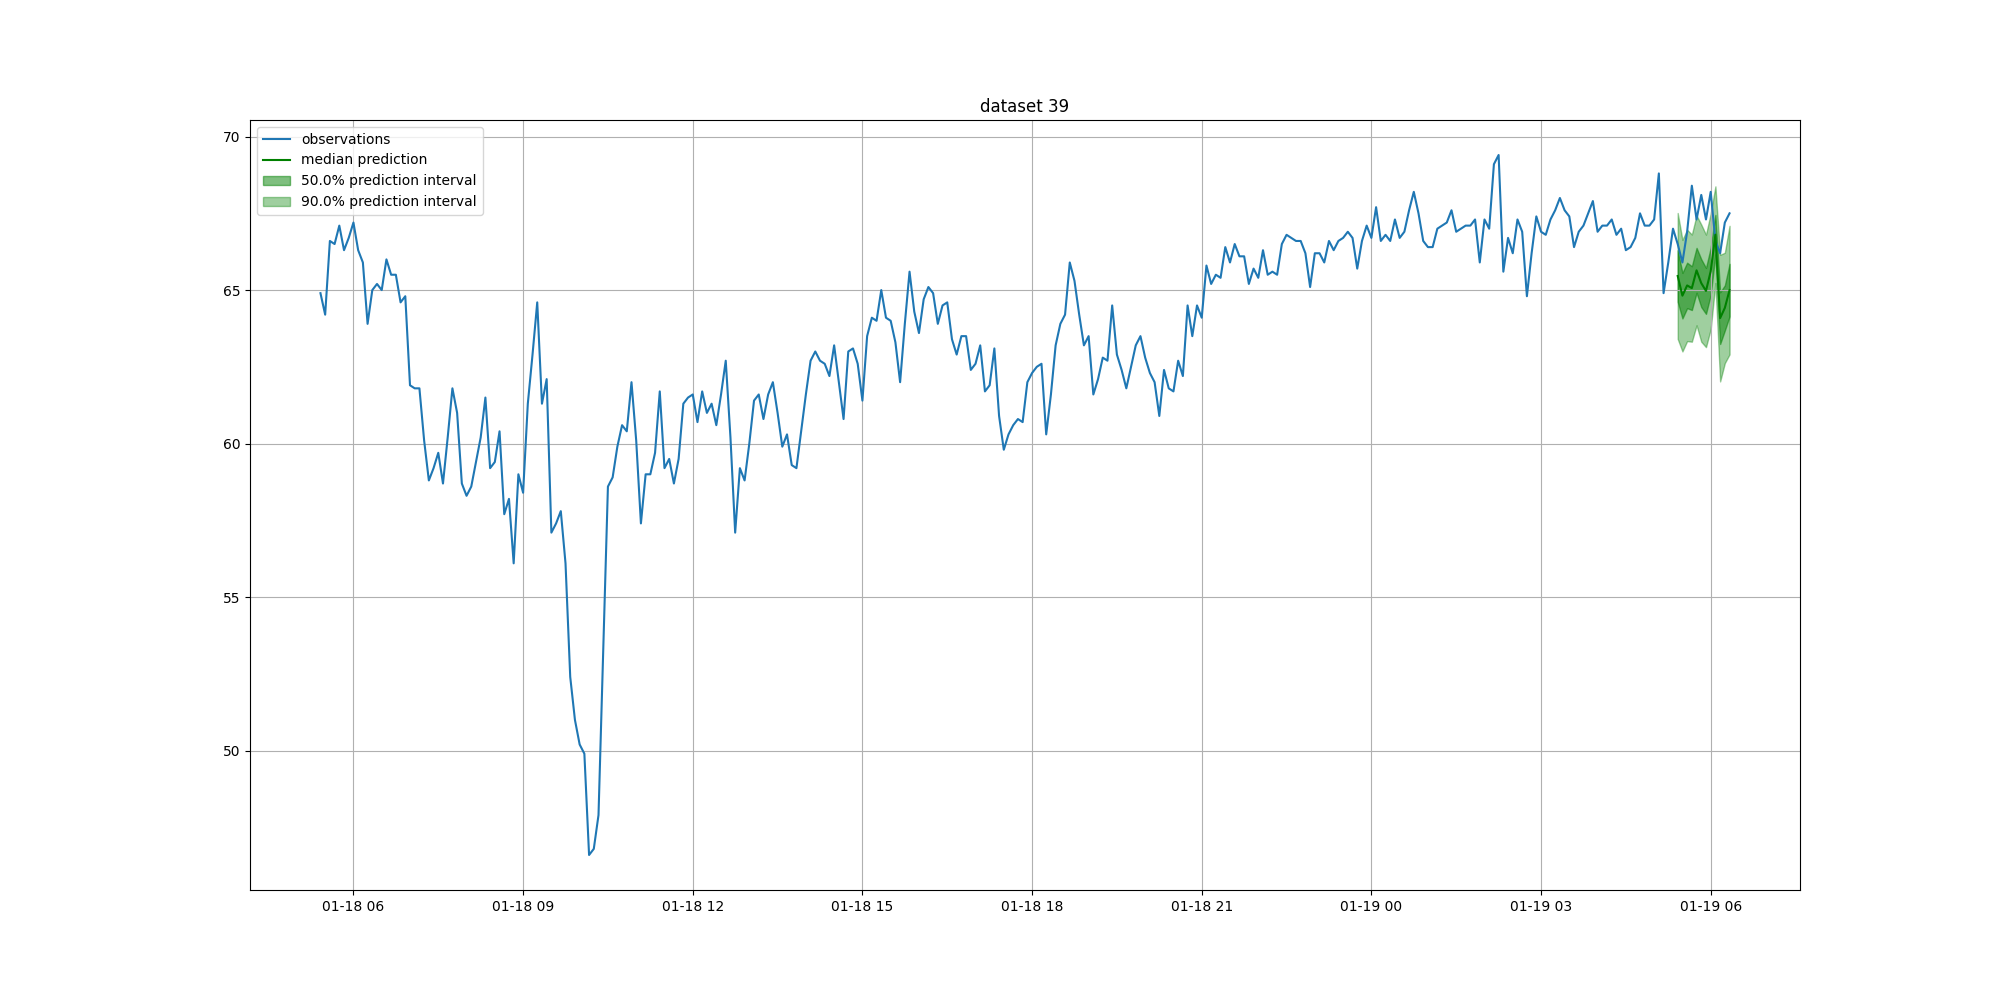 dataset 39
observations
median prediction
50.0% prediction interval
90.0% prediction interval
70
65
60
55
50
01-18 06
01-18 09
01-18 12
01-18 15
01-18 18
01-18 21
01-19 00
01-19 03
01-19 06